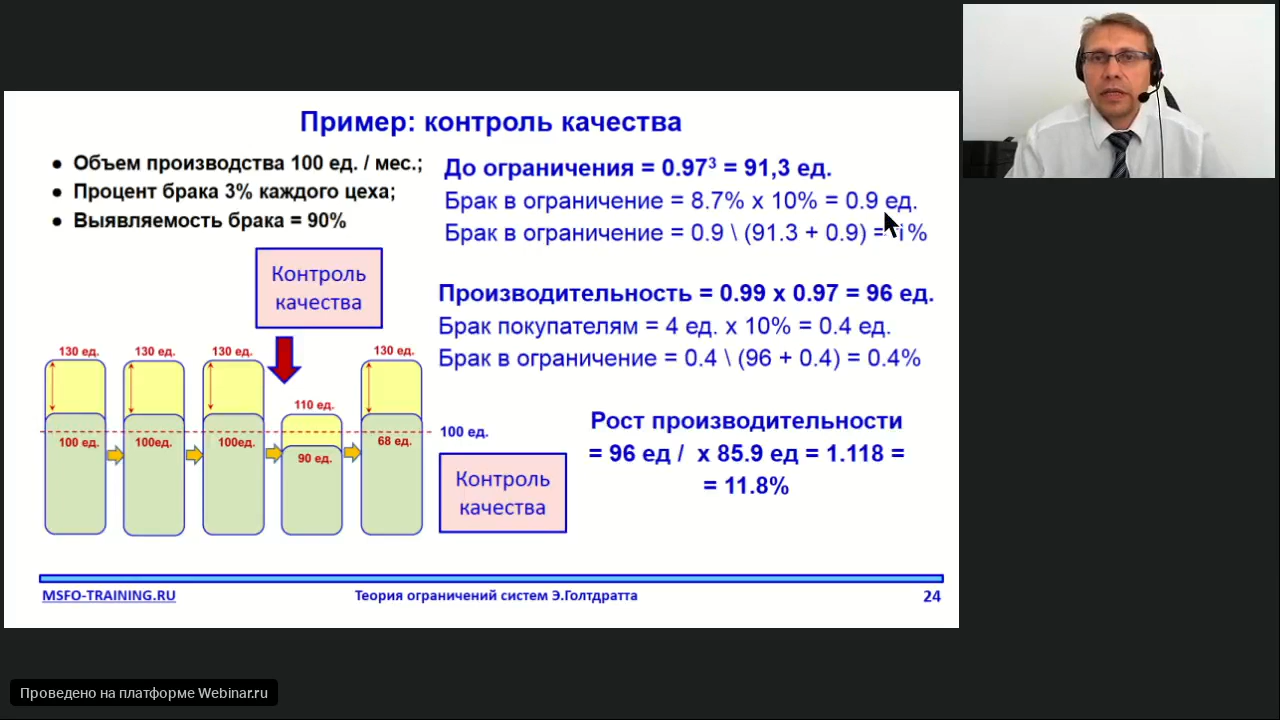 Пример: контроль качества
● Объем производства 100 ед. / мес.;
● Процент брака 3% каждого цеха;
● Выявляемость брака = 90%
До ограничения = 0.97³ = 91,3 ед.
Брак в ограничение = 8.7% x 10% = 0.9 ед.
Брак в ограничение = 0.9 \ (91.3 + 0.9) = %
Контроль
качества
Производительность = 0.99 x 0.97 = 96 ед.
Брак покупателям = 4 ед. x 10% = 0.4 ед.
Брак в ограничение = 0.4 \ (96 + 0.4) = 0.4%
130 ед. 130 ед. 130 ед. 130 ед.
110 ед.
100 ед. 100ед. 100ед. 90 ед. 68 ед.
100 ед.
Контроль
качества
Рост производительности
= 96 ед / x 85.9 ед = 1.118 =
= 11.8%
MSFO-TRAINING.RU Теория ограничений систем Э.Голтдратта 24
Проведено на платформе Webinar.ru